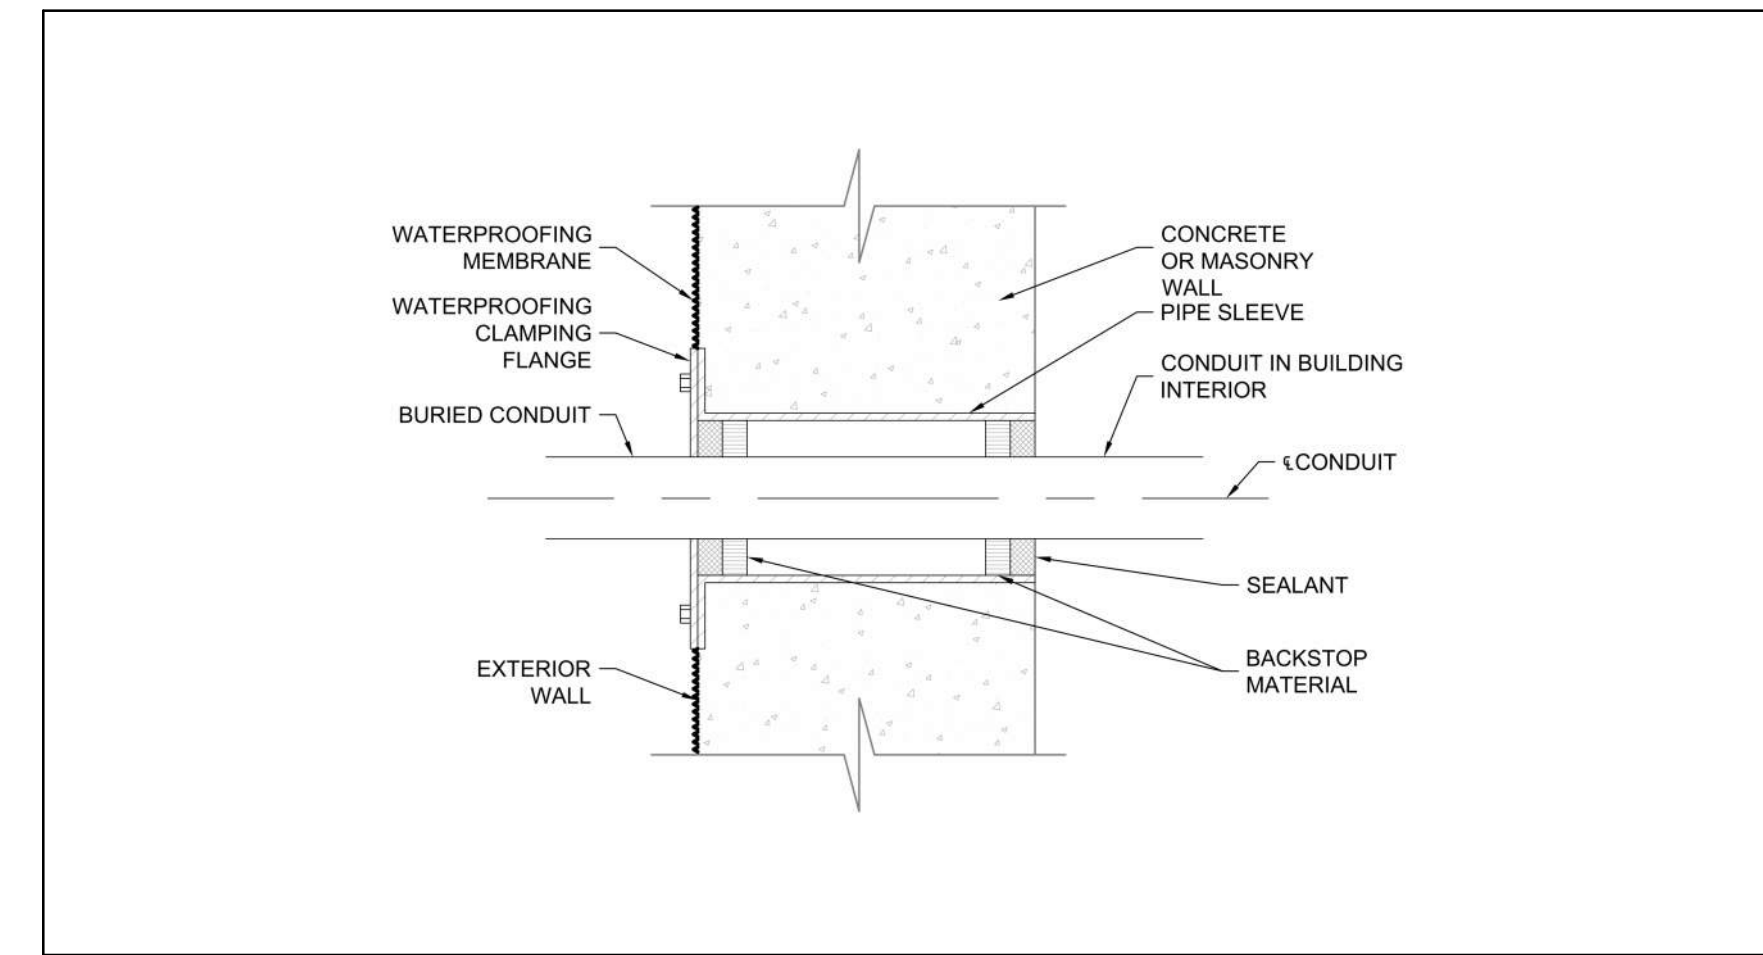 WATERPROOFING
MEMBRANE
WATERPROOFING
CLAMPING
FLANGE
BURIED CONDUIT
EXTERIOR
WALL
CONCRETE
OR MASONRY
WALL
PIPE SLEEVE
CONDUIT IN BUILDING
INTERIOR
℄CONDUIT
SEALANT
BACKSTOP
MATERIAL